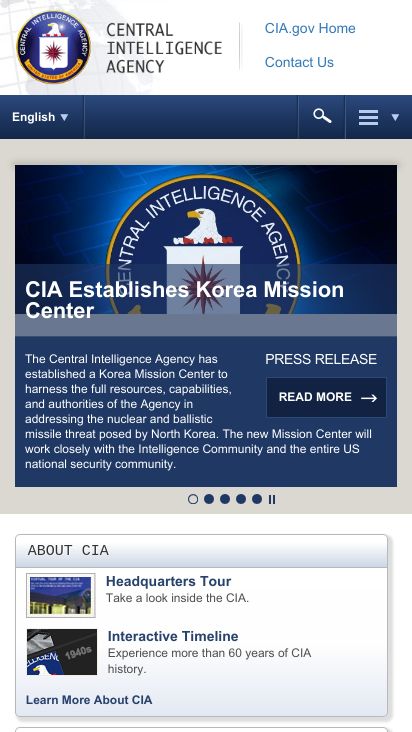 CENTRAL
INTELLIGENCE
AGENCY
CIA.gov Home
Contact Us
English
CENTRAL INTELLIGENCE AGENCY
CIA Establishes Korea Mission
Center
The Central Intelligence Agency has
established a Korea Mission Center to
harness the full resources, capabilities,
and authorities of the Agency in
addressing the nuclear and ballistic
missile threat posed by North Korea. The new Mission Center will
work closely with the Intelligence Community and the entire US
national security community.
PRESS RELEASE
READ MORE
ABOUT CIA
Headquarters Tour
Take a look inside the CIA.
1940s
Interactive Timeline
Experience more than 60 years of CIA
history.
Learn More About CIA